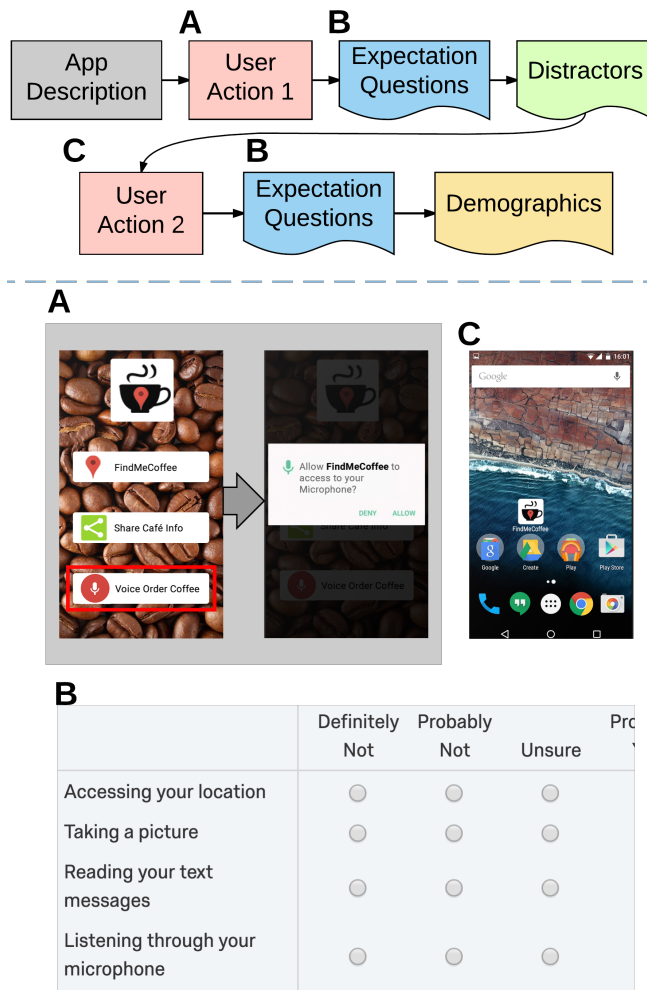 A
B
App
Description
User
Action 1
Expectation
Questions
Distractors
C
B
User
Action 2
Expectation
Questions
Demographics
A
C
16:01
Google
FindMeCoffee
Share Café Info
Voice Order Coffee
Allow FindMeCoffee to
access to your
Microphone?
DENY ALLOW
Share Café Info
Voice Order Coffee
FindMeCoffee
Google Create Play Play Store
B
Definitely
Not
Probably
Not
Unsure
Accessing your location
Taking a picture
Reading your text
messages
Listening through your
microphone